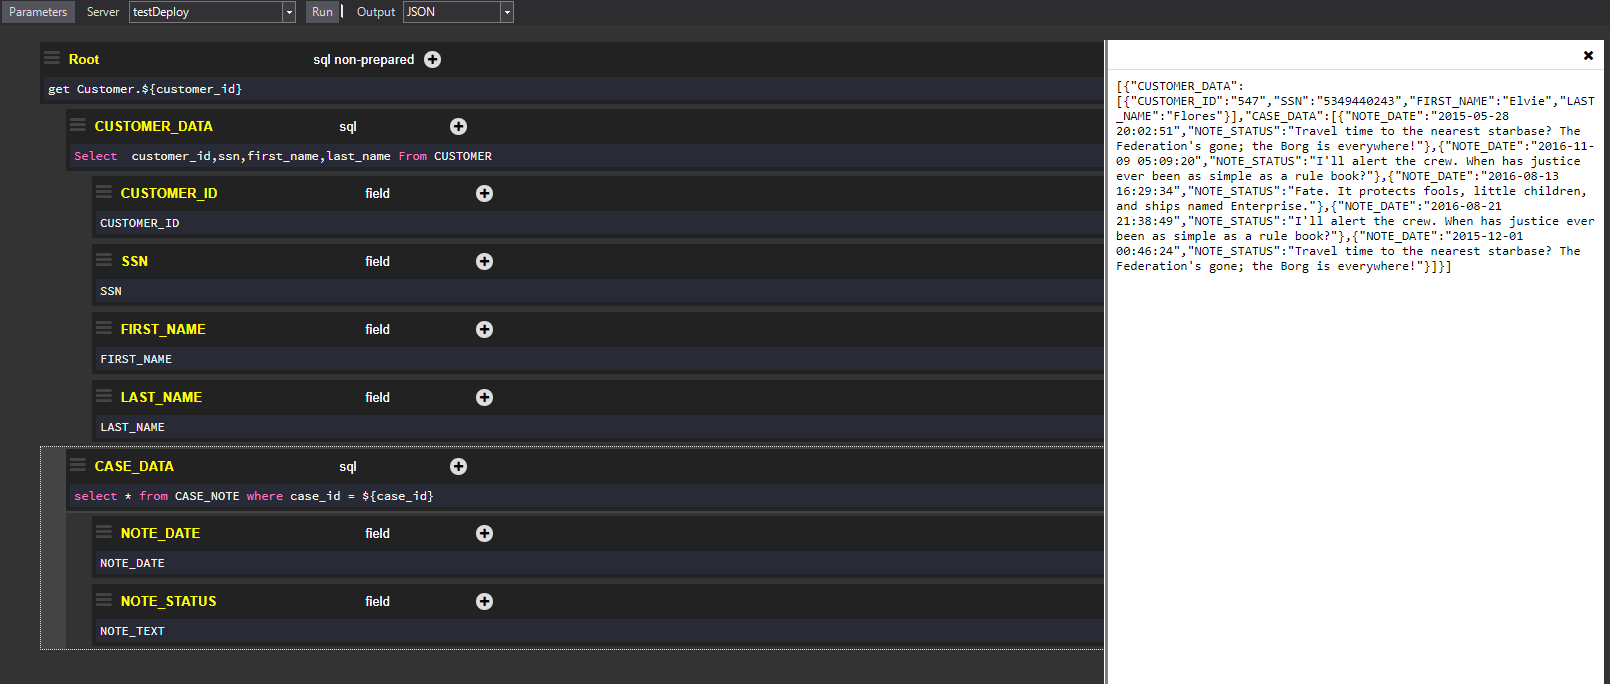 Parameters Server testDeploy Run Output JSON
Root sql non-prepared
get Customer.${customer_id}
CUSTOMER_DATA sql
Select  customer_id,ssn,first_name,last_name From CUSTOMER
CUSTOMER_ID field
CUSTOMER_ID
SSN field
SSN
FIRST_NAME field
FIRST_NAME
LAST_NAME field
LAST_NAME
CASE_DATA sql
select * from CASE_NOTE where case_id = ${case_id}
NOTE_DATE field
NOTE_DATE
NOTE_STATUS field
NOTE_TEXT
[{"CUSTOMER_DATA":
[{"CUSTOMER_ID":"547","SSN":"5349440243","FIRST_NAME":"Elvie","LAST
_NAME":"Flores"}],"CASE_DATA":[{"NOTE_DATE":"2015-05-28
20:02:51","NOTE_STATUS":"Travel time to the nearest starbase? The
Federation's gone; the Borg is everywhere!"},{"NOTE_DATE":"2016-11-
09 05:09:20","NOTE_STATUS":"I'll alert the crew. When has justice
ever been as simple as a rule book?"},{"NOTE_DATE":"2016-08-13
16:29:34","NOTE_STATUS":"Fate. It protects fools, little children,
and ships named Enterprise."},{"NOTE_DATE":"2016-08-21
21:38:49","NOTE_STATUS":"I'll alert the crew. When has justice ever
been as simple as a rule book?"},{"NOTE_DATE":"2015-12-01
00:46:24","NOTE_STATUS":"Travel time to the nearest starbase? The
Federation's gone; the Borg is everywhere!"}]}]